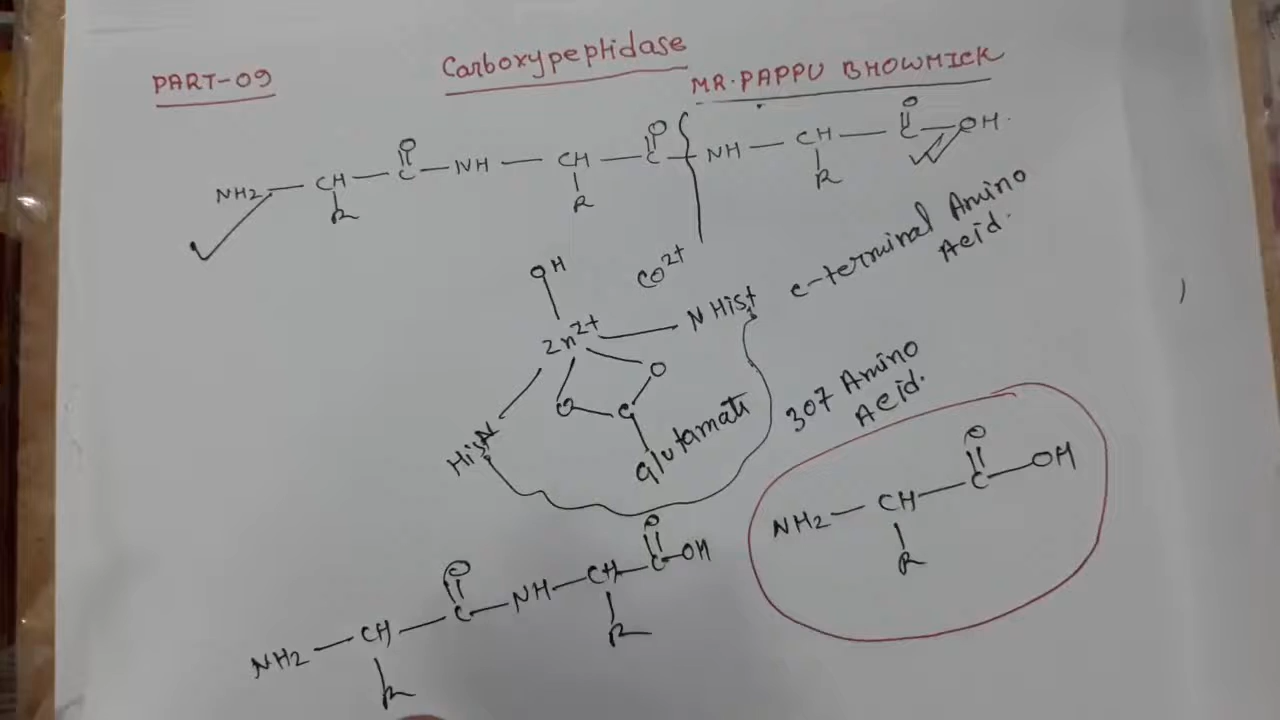 Carboxypeptidase
PART-09
MR. PAPPU BHOWMICK
NH2 — CH — C — NH — CH — C — NH — CH — C — OH
O O O
R R R
OH
CO2+
Zn2+ — N Hist
C-terminal Amino
Acid.
O
O — C
HisN
Glutamate
307 Amino
Acid.
O
NH2 — CH — C — OH
R
O O
NH2 — CH — C — NH — CH — C — OH
R R